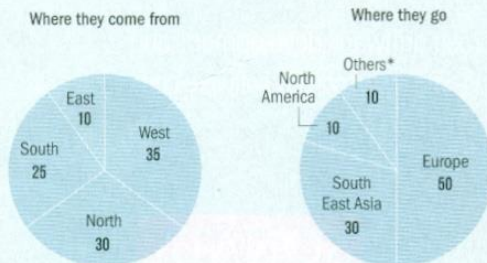 Where they come from
East
10
West
35
South
25
North
30
Where they go
Others*
10
North
America
10
Europe
50
South
East Asia
30